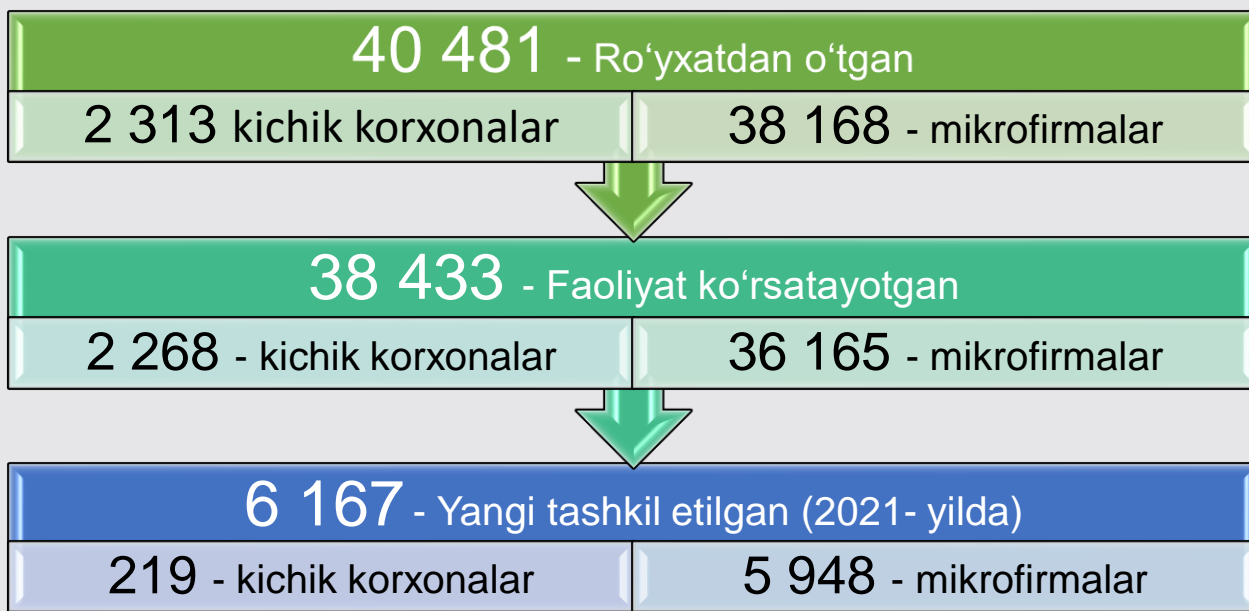 40 481 - Ro‘yxatdan o‘tgan
2 313 kichik korxonalar
38 168 - mikrofirmalar
38 433 - Faoliyat ko‘rsatayotgan
2 268 - kichik korxonalar
36 165 - mikrofirmalar
6 167 - Yangi tashkil etilgan (2021- yilda)
219 - kichik korxonalar
5 948 - mikrofirmalar